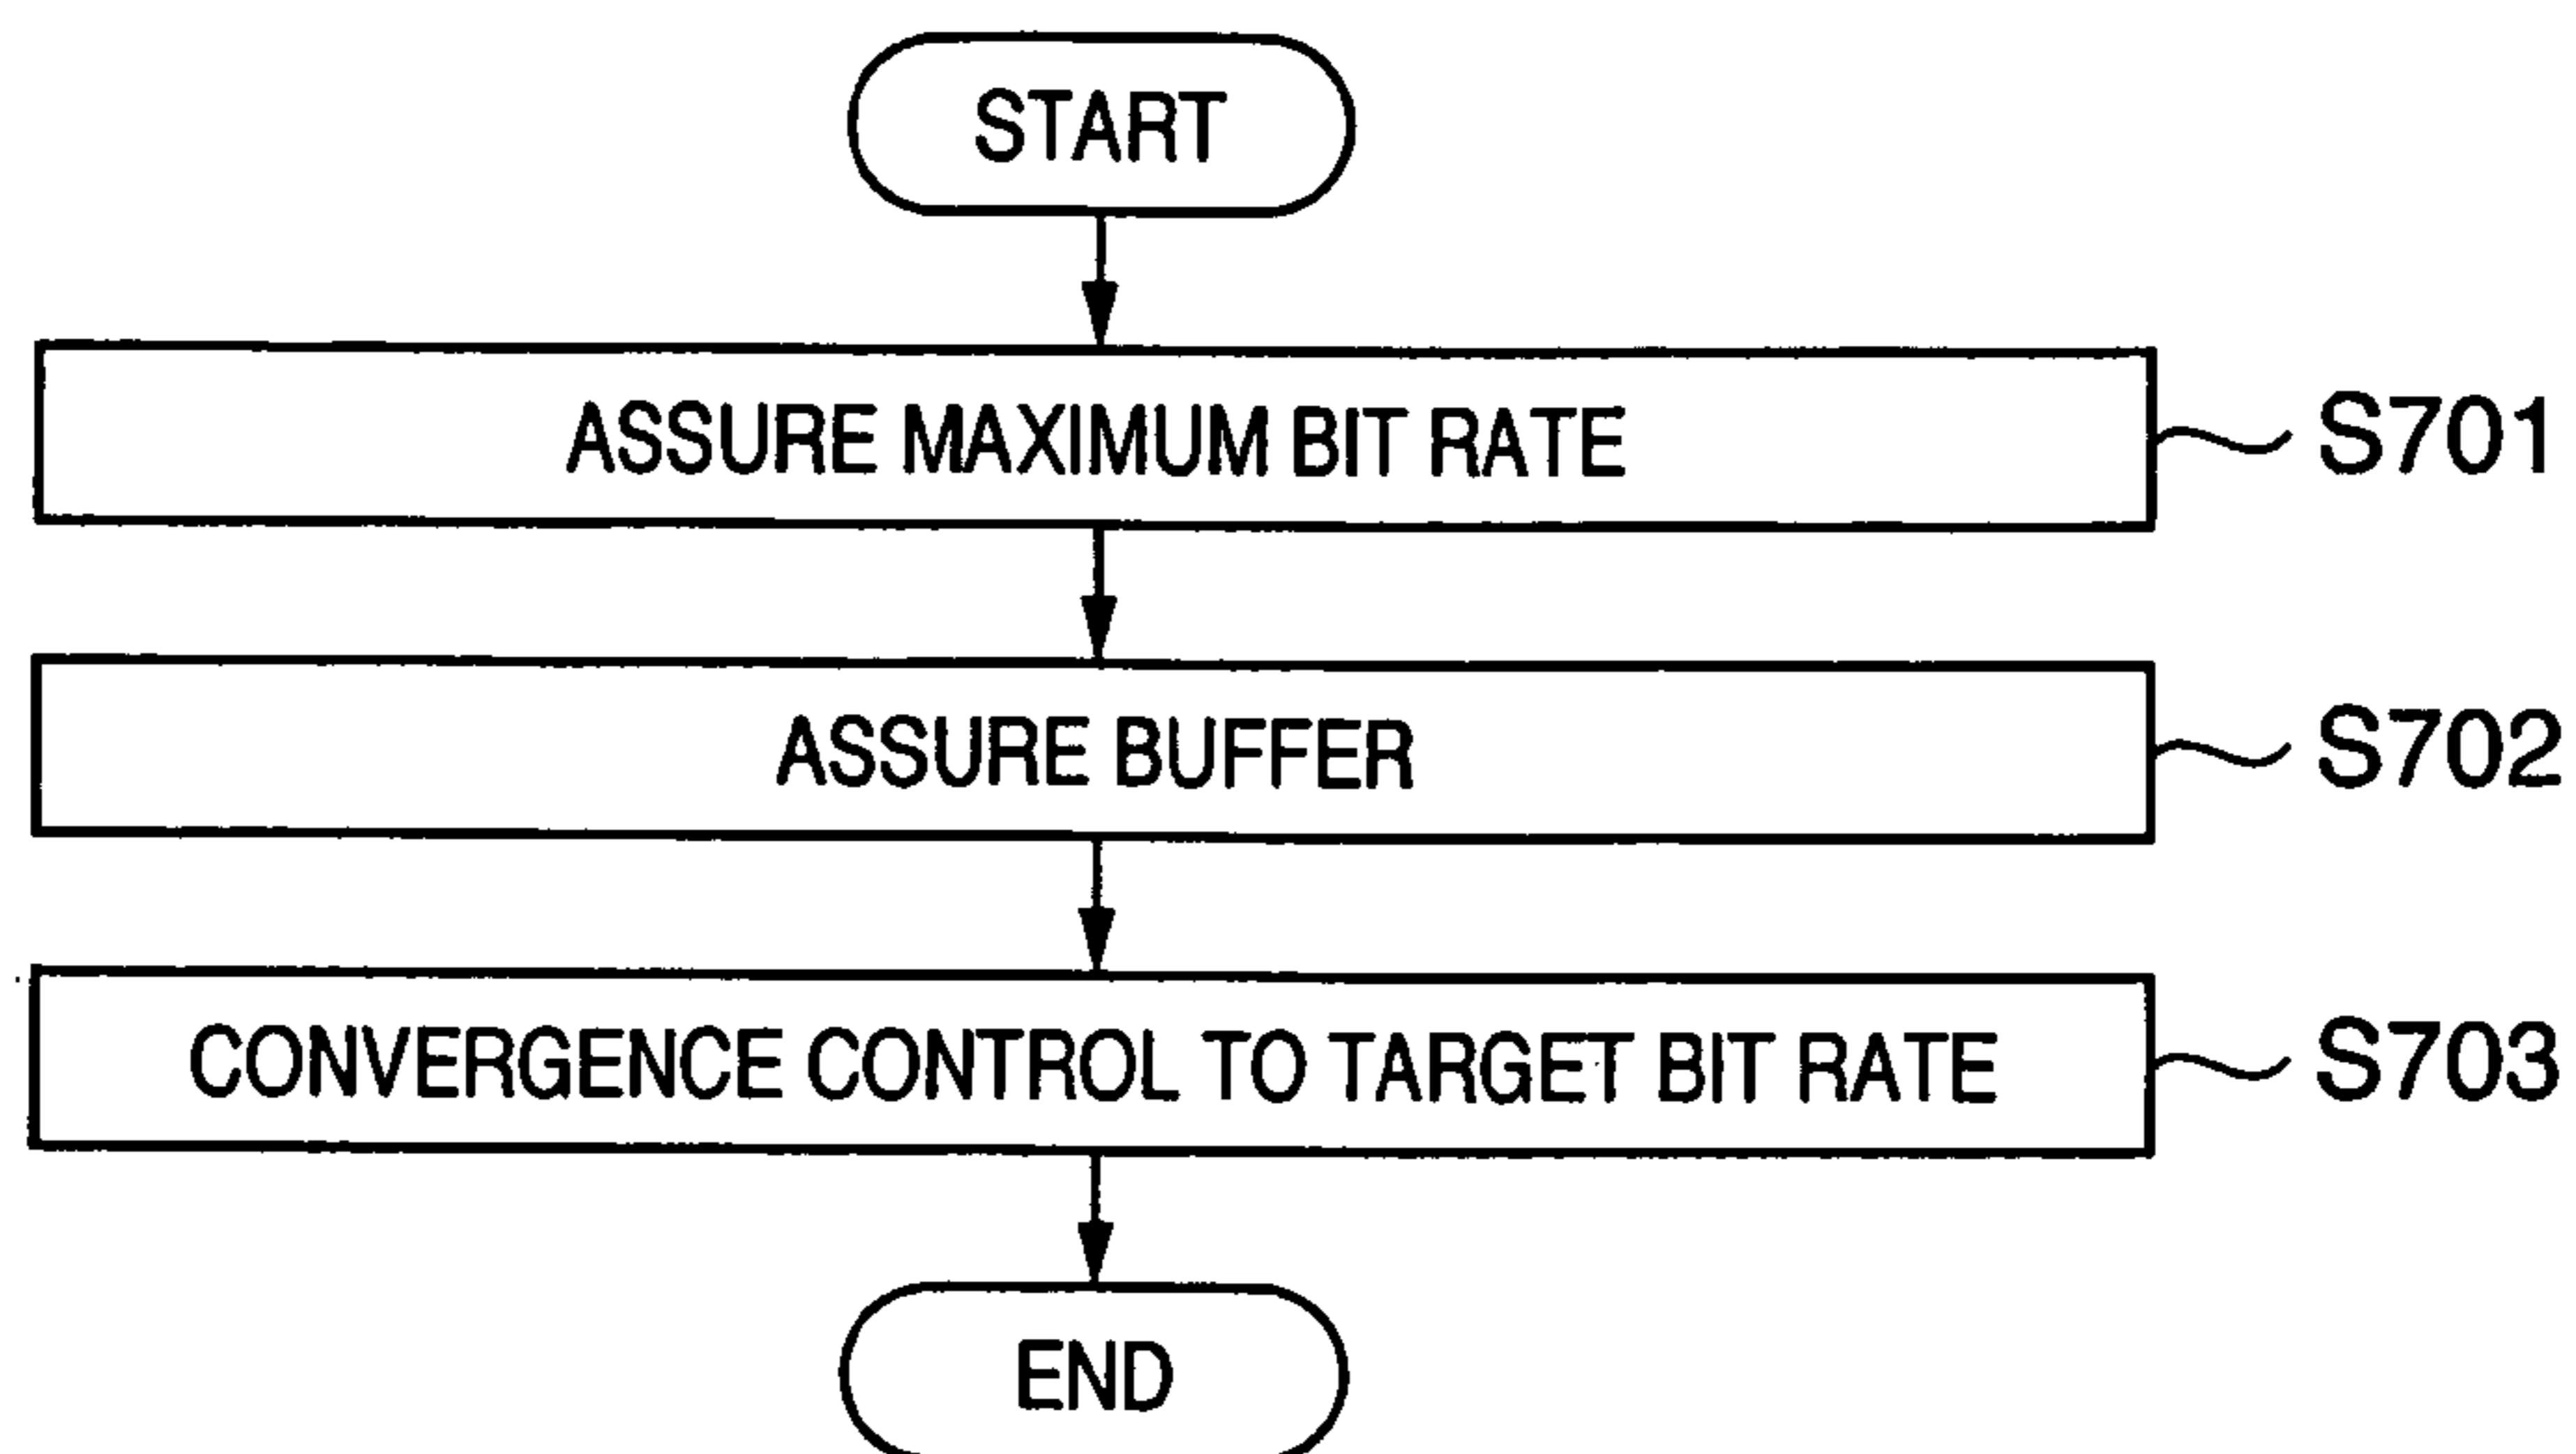 START
ASSURE MAXIMUM BIT RATE
S701
ASSURE BUFFER
S702
CONVERGENCE CONTROL TO TARGET BIT RATE
S703
END